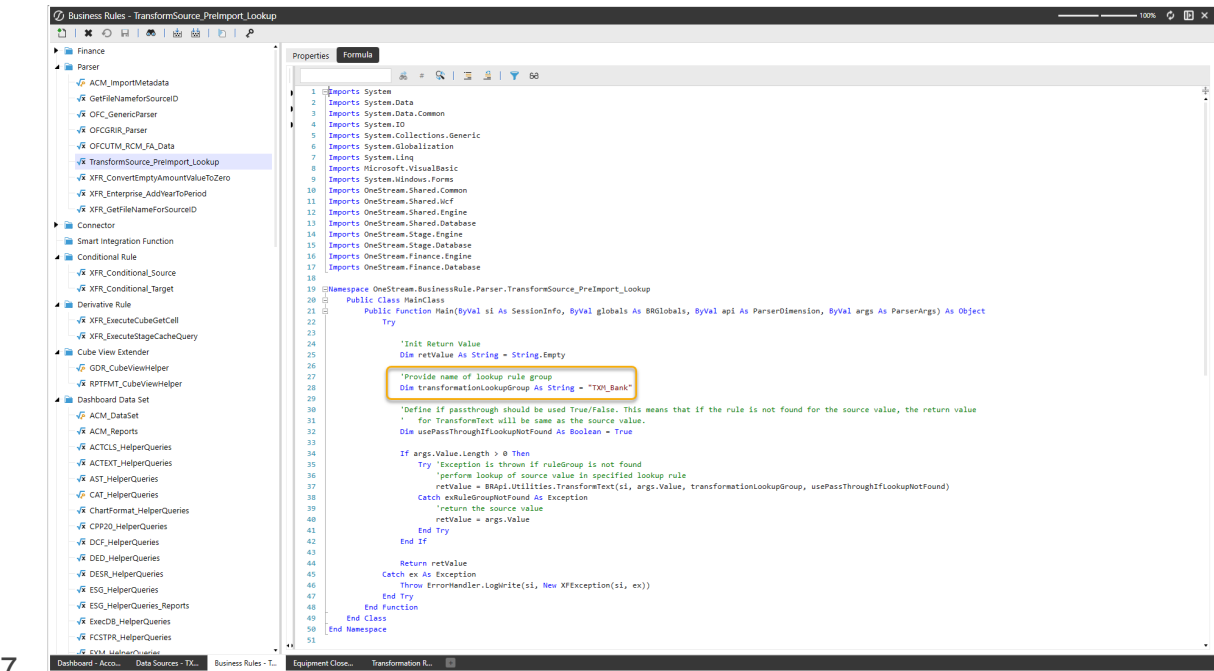 Business Rules - TransformSource_PreImport_Lookup
100%
Finance
Parser
ACM_ImportMetadata
GetFileNameforSourceID
OFC_GenericParser
OFCGRIR_Parser
OFCUTM_RCM_FA_Data
TransformSource_PreImport_Lookup
XFR_ConvertEmptyAmountValueToZero
XFR_Enterprise_AddYearToPeriod
XFR_GetFileNameForSourceID
Connector
Smart Integration Function
Conditional Rule
XFR_Conditional_Source
XFR_Conditional_Target
Derivative Rule
XFR_ExecuteCubeGetCell
XFR_ExecuteStageCacheQuery
Cube View Extender
GDR_CubeViewHelper
RPTFMT_CubeViewHelper
Dashboard Data Set
ACM_DataSet
ACM_Reports
ACTCLS_HelperQueries
ACTEXT_HelperQueries
AST_HelperQueries
CAT_HelperQueries
ChartFormat_HelperQueries
CPP20_HelperQueries
DCF_HelperQueries
DED_HelperQueries
DESR_HelperQueries
ESG_HelperQueries
ESG_HelperQueries_Reports
ExecDB_HelperQueries
FCSTPR_HelperQueries
FXM_HelperQueries
Properties Formula
1 Imports System
2 Imports System.Data
3 Imports System.Data.Common
4 Imports System.IO
5 Imports System.Collections.Generic
6 Imports System.Globalization
7 Imports System.Linq
8 Imports Microsoft.VisualBasic
9 Imports System.Windows.Forms
10 Imports OneStream.Shared.Common
11 Imports OneStream.Shared.Wcf
12 Imports OneStream.Shared.Engine
13 Imports OneStream.Shared.Database
14 Imports OneStream.Stage.Engine
15 Imports OneStream.Stage.Database
16 Imports OneStream.Finance.Engine
17 Imports OneStream.Finance.Database
18
19 Namespace OneStream.BusinessRule.Parser.TransformSource_PreImport_Lookup
20 Public Class MainClass
21 Public Function Main(ByVal si As SessionInfo, ByVal globals As BRGlobals, ByVal api As ParserDimension, ByVal args As ParserArgs) As Object
22 Try
23
24 'Init Return Value
25 Dim retValue As String = String.Empty
26
27 'Provide name of lookup rule group
28 Dim transformationLookupGroup As String = "TXM_Bank"
29
30 'Define if passthrough should be used True/False. This means that if the rule is not found for the source value, the return value
31 ' for TransformText will be same as the source value.
32 Dim usePassThroughIfLookupNotFound As Boolean = True
33
34 If args.Value.Length > 0 Then
35 Try 'Exception is thrown if ruleGroup is not found
36 'perform lookup of source value in specified lookup rule
37 retValue = BRApi.Utilities.TransformText(si, args.Value, transformationLookupGroup, usePassThroughIfLookupNotFound)
38 Catch exRuleGroupNotFound As Exception
39 'return the source value
40 retValue = args.Value
41 End Try
42 End If
43
44 Return retValue
45 Catch ex As Exception
46 Throw ErrorHandler.LogWrite(si, New XFException(si, ex))
47 End Try
48 End Function
49 End Class
50 End Namespace
51
Dashboard - Acco... Data Sources - TX... Business Rules - T... Equipment Close... Transformation R...
7